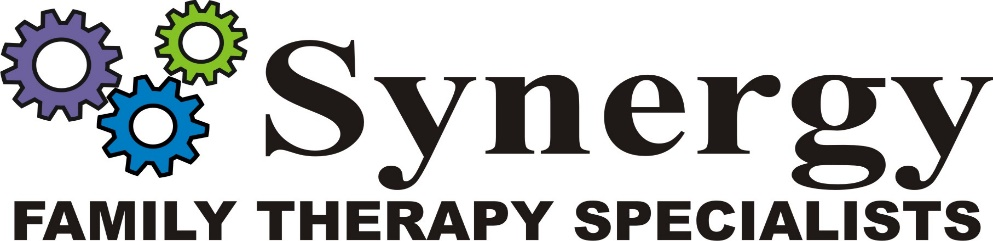 Synergy
FAMILY THERAPY SPECIALISTS